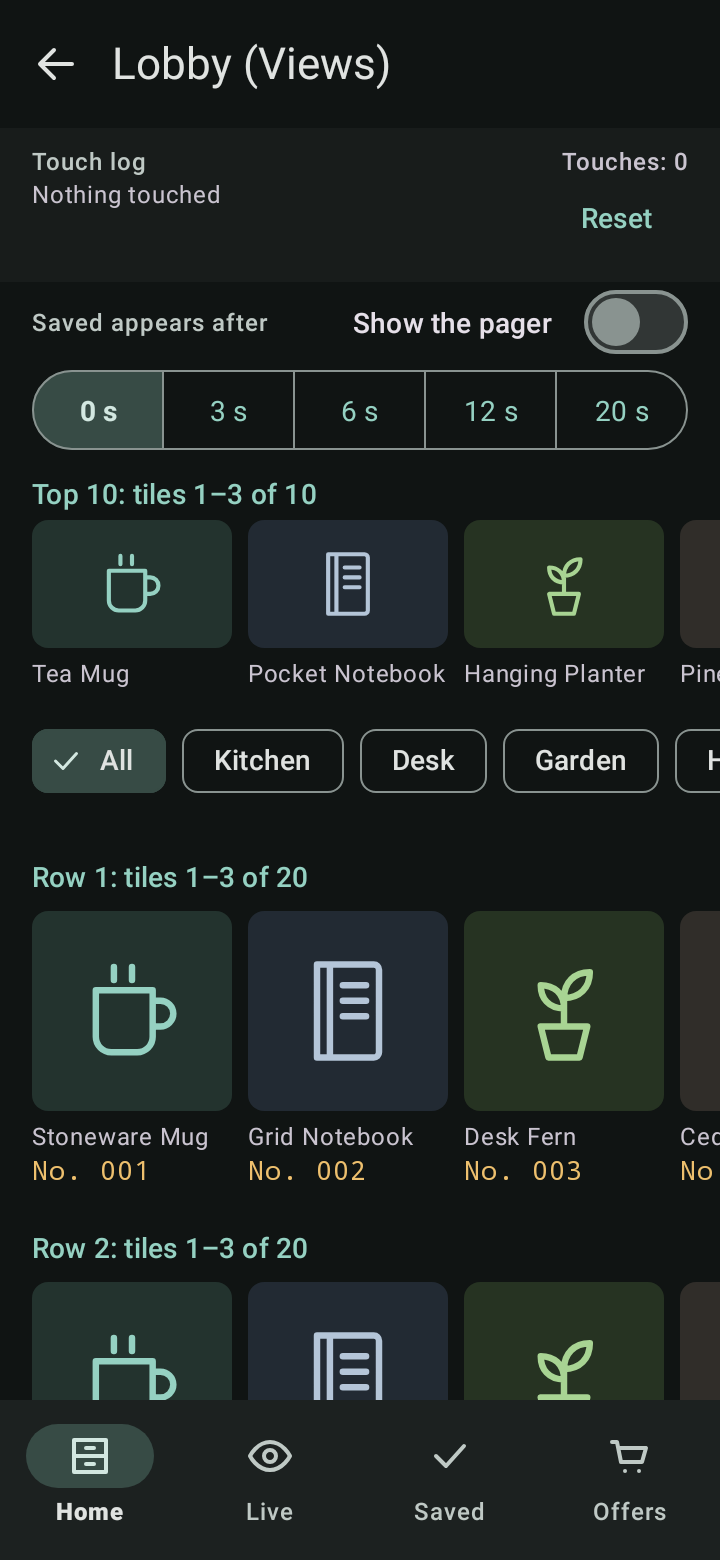 Lobby (Views)
Touch log
Touches: 0
Nothing touched
Reset
Saved appears after
Show the pager
0 s
3 s
6 s
12 s
20 s
Top 10: tiles 1–3 of 10
Tea Mug
Pocket Notebook
Hanging Planter
All
Kitchen
Desk
Garden
Row 1: tiles 1–3 of 20
Stoneware Mug
Grid Notebook
Desk Fern
No. 001
No. 002
No. 003
No
Row 2: tiles 1–3 of 20
Home
Live
Saved
Offers